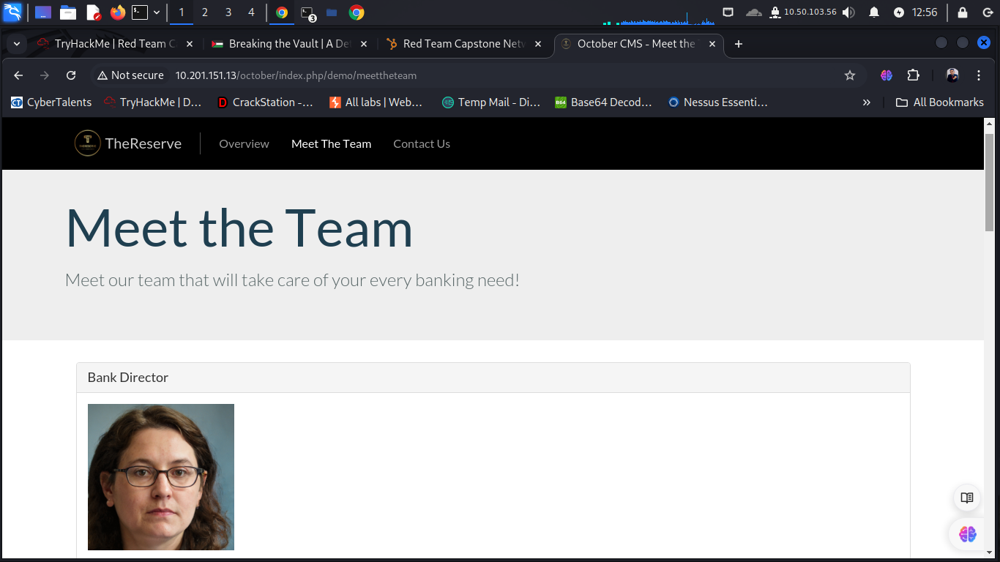 1
2
3
4
3
10.50.103.56
12:56
TryHackMe | Red Team C
Breaking the Vault | A De
Red Team Capstone Netw
October CMS - Meet the
Not secure
10.201.151.13/october/index.php/demo/meettheteam
CyberTalents
TryHackMe | D...
CrackStation -...
All labs | Web...
Temp Mail - Di...
Base64 Decod...
Nessus Essenti...
»
All Bookmarks
TheReserve
Overview
Meet The Team
Contact Us
Meet the Team
Meet our team that will take care of your every banking need!
Bank Director